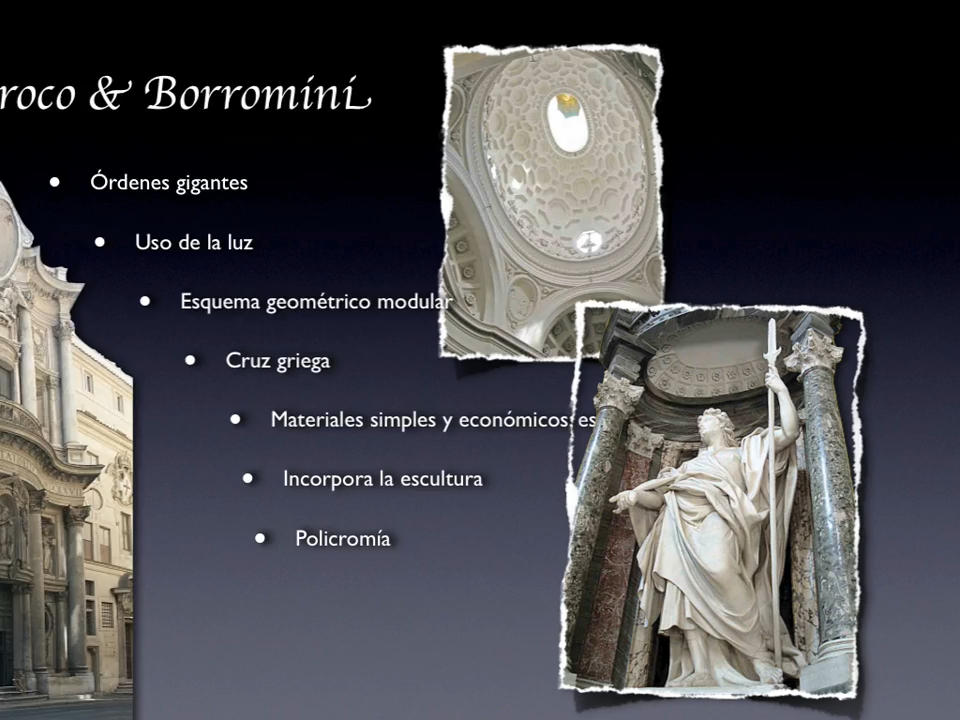 roco & Borromini
• Órdenes gigantes
• Uso de la luz
• Esquema geométrico modular
• Cruz griega
• Materiales simples y económicos: es
• Incorpora la escultura
• Policromía